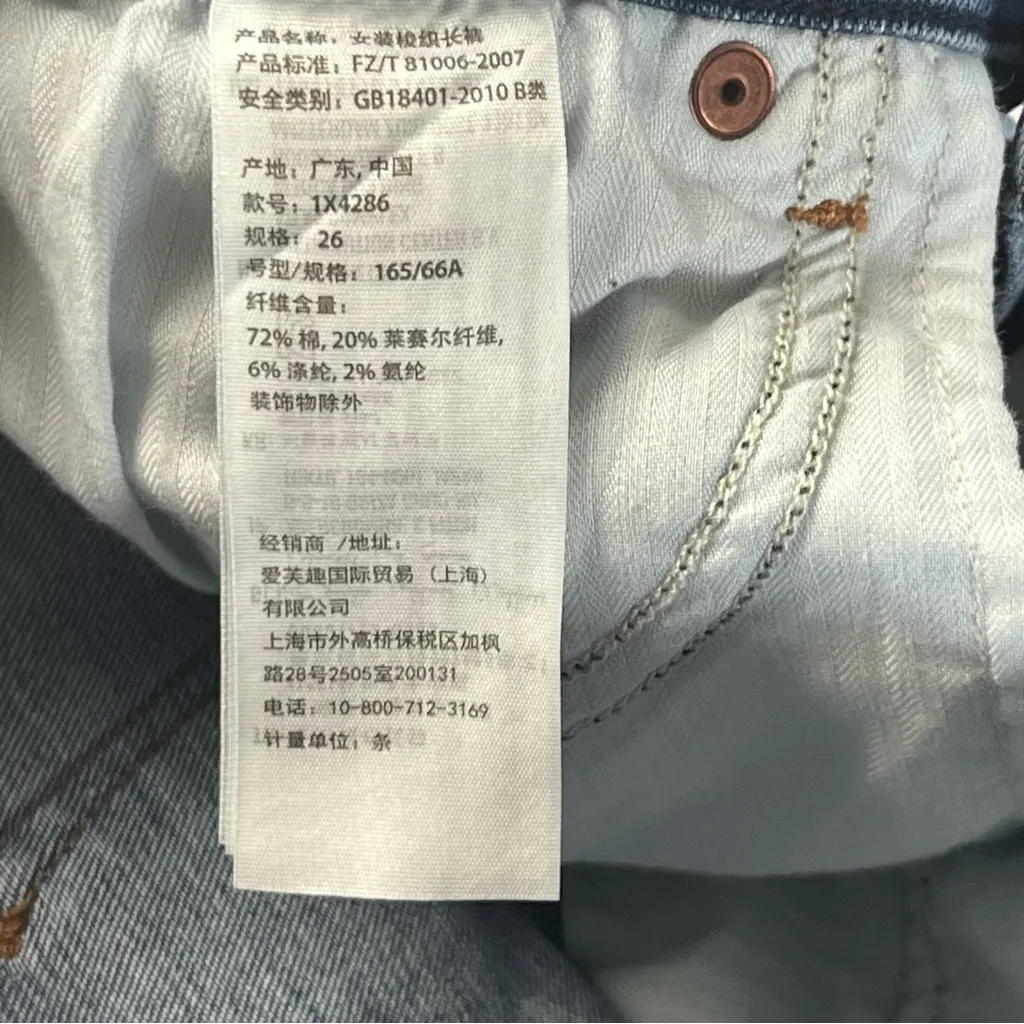 产品名称：女装梭织长裤
产品标准：FZ/T 81006-2007
安全类别：GB18401-2010 B类
产地：广东, 中国
款号：1X4286
规格：26
号型/规格：165/66A
纤维含量：
72% 棉, 20% 莱赛尔纤维,
6% 涤纶, 2% 氨纶
装饰物除外
经销商 /地址：
爱芙趣国际贸易（上海）
有限公司
上海市外高桥保税区加枫
路28号2505室200131
电话：10-800-712-3169
计量单位：条